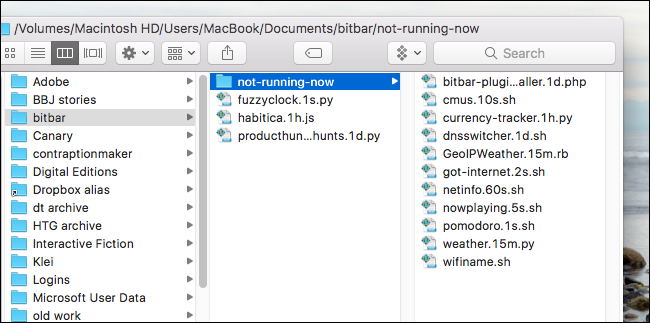 /Volumes/Macintosh HD/Users/MacBook/Documents/bitbar/not-running-now
Search
Adobe
BBJ stories
bitbar
Canary
contraptionmaker
Digital Editions
Dropbox alias
dt archive
HTG archive
Interactive Fiction
Klei
Logins
Microsoft User Data
old work
not-running-now
fuzzyclock.1s.py
habitica.1h.js
producthun...hunts.1d.py
bitbar-plugi...aller.1d.php
cmus.10s.sh
currency-tracker.1h.py
dnsswitcher.1d.sh
GeoIPWeather.15m.rb
got-internet.2s.sh
netinfo.60s.sh
nowplaying.5s.sh
pomodoro.1s.sh
weather.15m.py
wifiname.sh